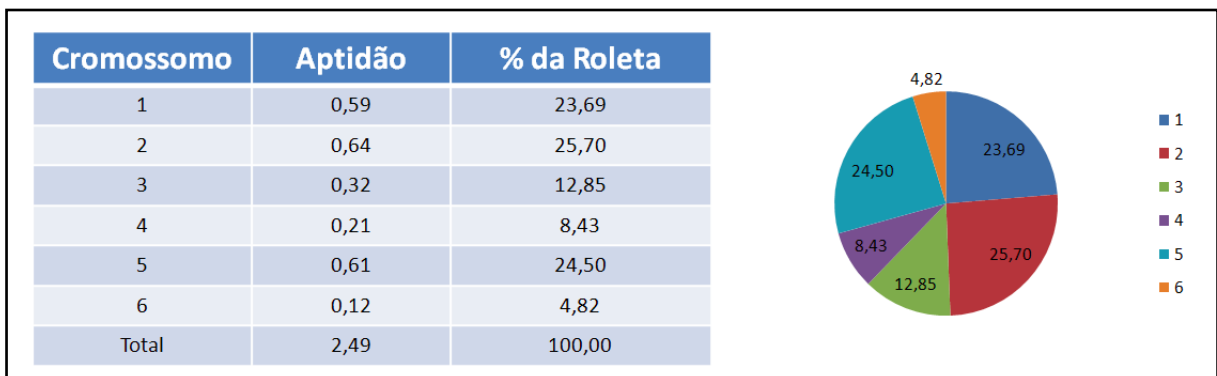 Cromossomo Aptidão % da Roleta
1 0,59 23,69
2 0,64 25,70
3 0,32 12,85
4 0,21 8,43
5 0,61 24,50
6 0,12 4,82
Total 2,49 100,00
4,82
23,69
24,50
25,70
8,43
12,85
1
2
3
4
5
6